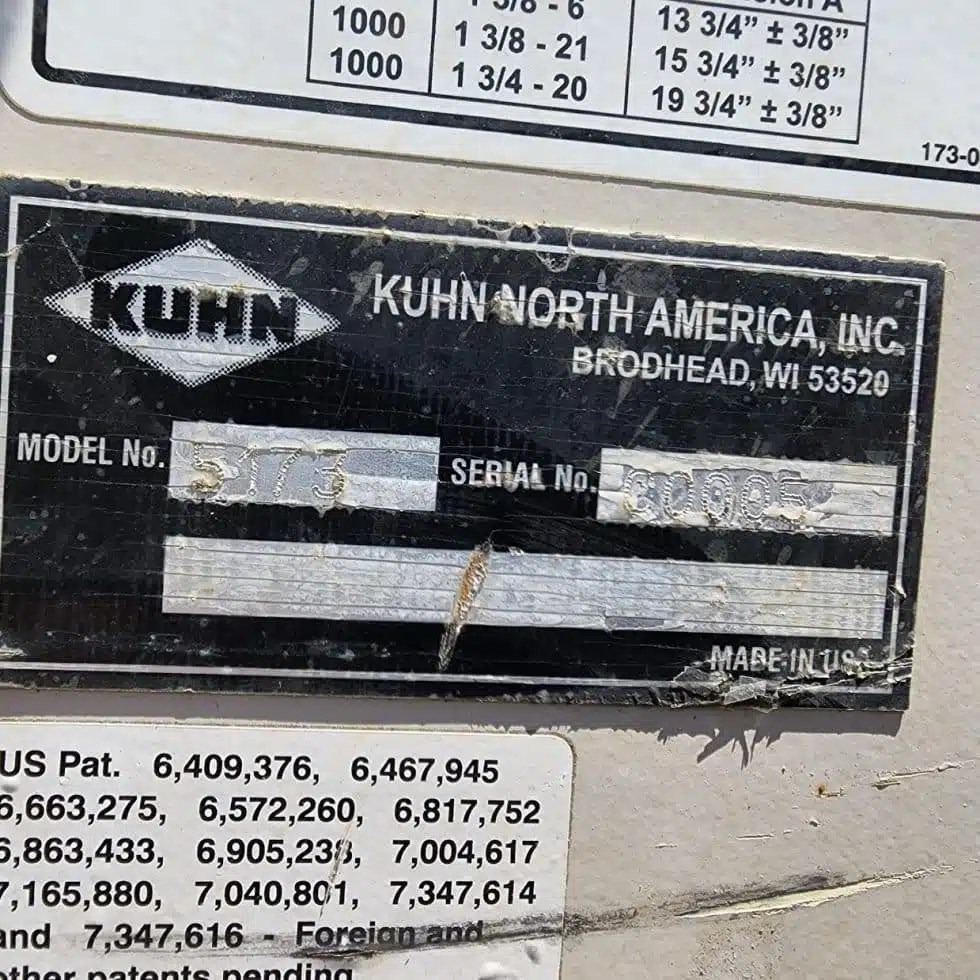 1000 1 3/8 - 21 13 3/4” ± 3/8”
1000 1 3/4 - 20 15 3/4” ± 3/8”
19 3/4” ± 3/8”
KUHN
KUHN NORTH AMERICA, INC.
BRODHEAD, WI 53520
MODEL No. SERIAL No.
MADE IN
US Pat. 6,409,376, 6,467,945
6,663,275, 6,572,260, 6,817,752
6,863,433, 6,905,238, 7,004,617
7,165,880, 7,040,801, 7,347,614
and 7,347,616 - Foreign and
other patents pending